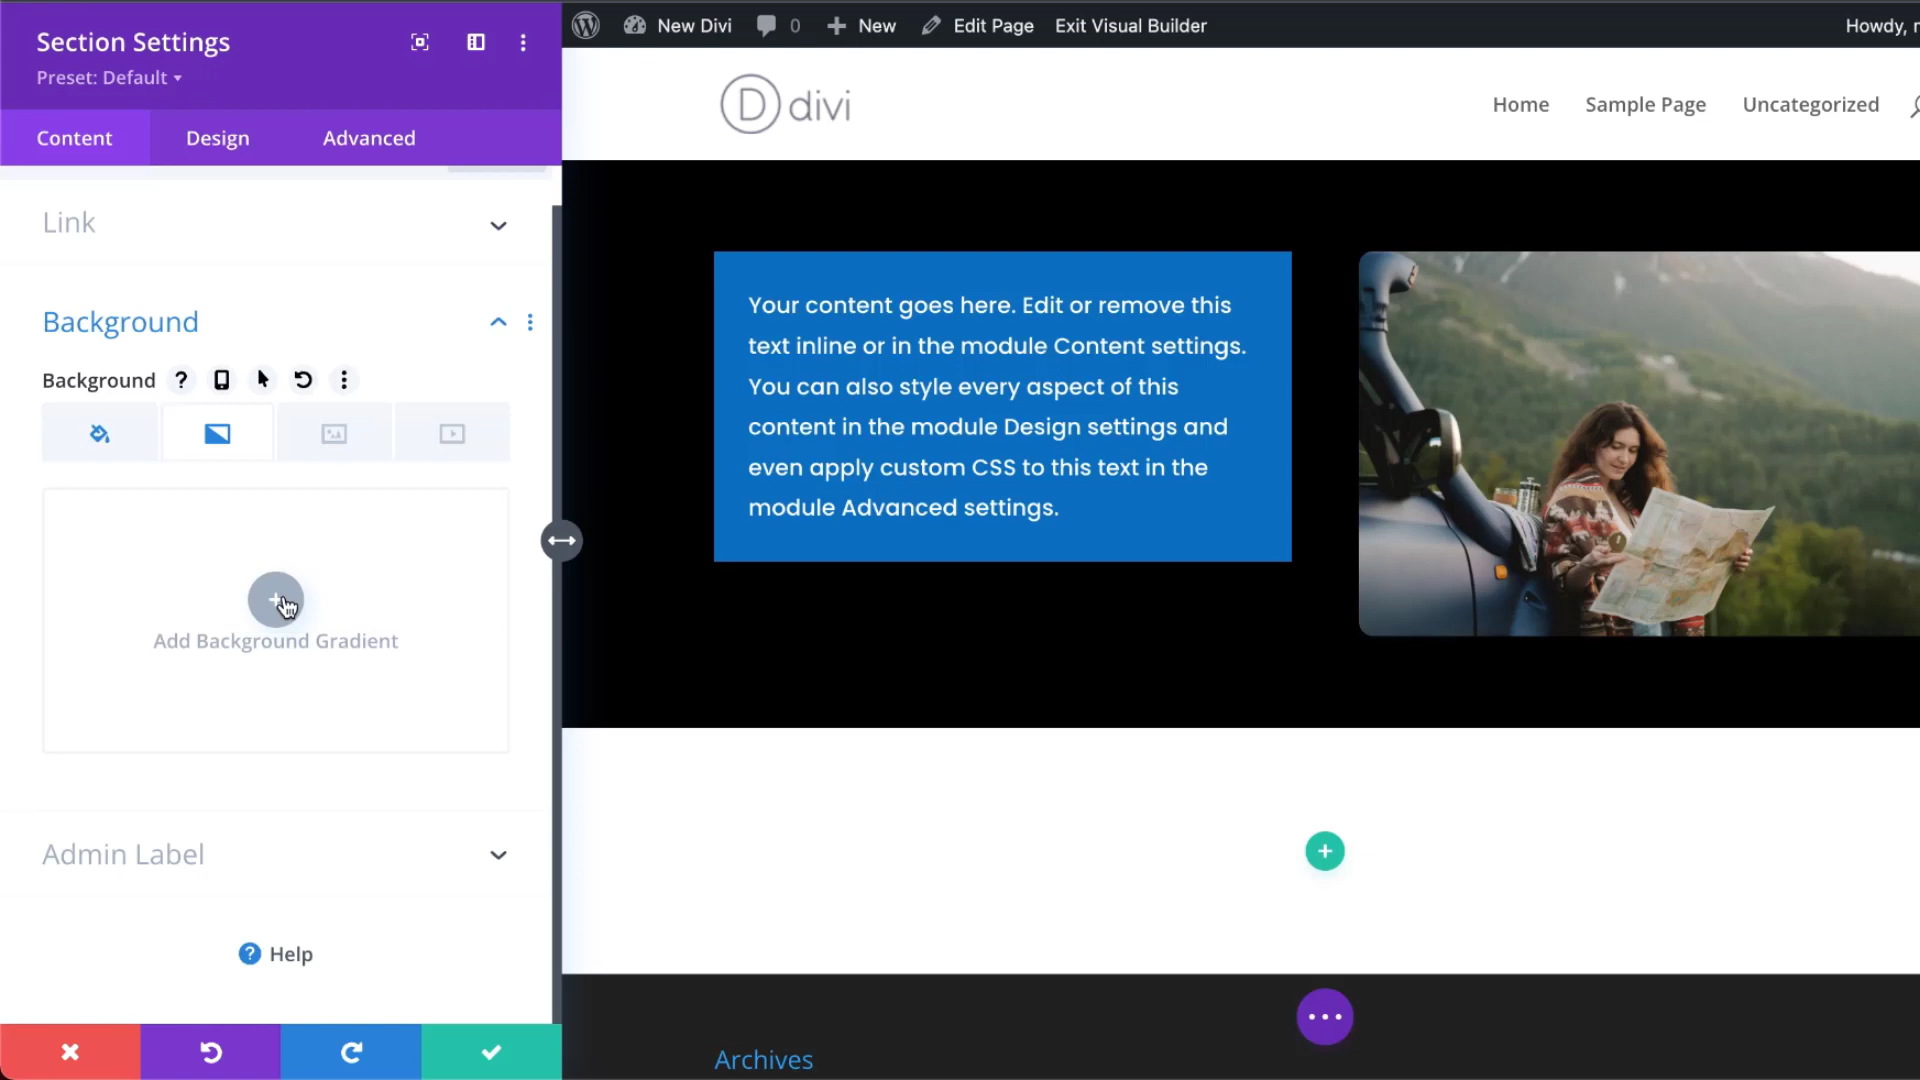 Section Settings
Preset: Default
Content
Design
Advanced
Link
Background
Background
Add Background Gradient
Admin Label
Help
New Divi
0
New
Edit Page
Exit Visual Builder
Howdy,
D divi
Home
Sample Page
Uncategorized
Your content goes here. Edit or remove this
text inline or in the module Content settings.
You can also style every aspect of this
content in the module Design settings and
even apply custom CSS to this text in the
module Advanced settings.
Archives